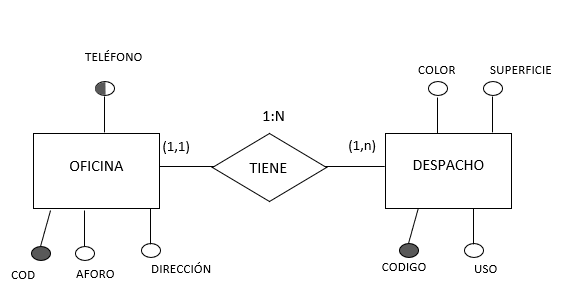 TELÉFONO
COLOR
SUPERFICIE
1:N
OFICINA
(1,1)
TIENE
(1,n)
DESPACHO
COD
AFORO
DIRECCIÓN
CODIGO
USO